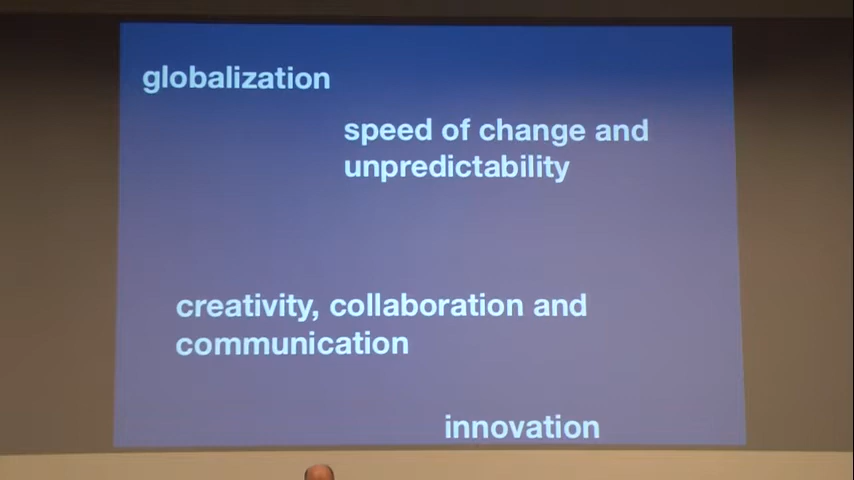 globalization
speed of change and
unpredictability
creativity, collaboration and
communication
innovation